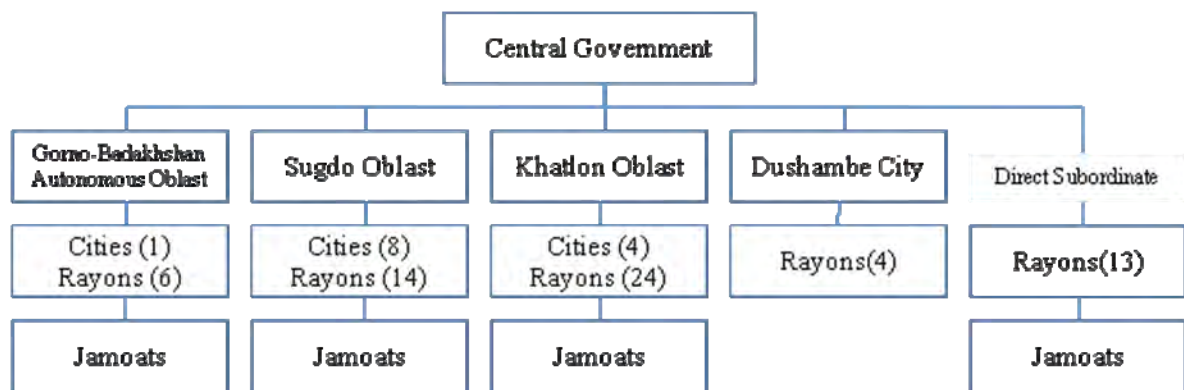 Central Government
Gorno-Badakhshan
Autonomous Oblast
Sugdo Oblast
Khatlon Oblast
Dushambe City
Direct Subordinate
Cities (1)
Rayons (6)
Cities (8)
Rayons (14)
Cities (4)
Rayons (24)
Rayons(4)
Rayons(13)
Jamoats
Jamoats
Jamoats
Jamoats